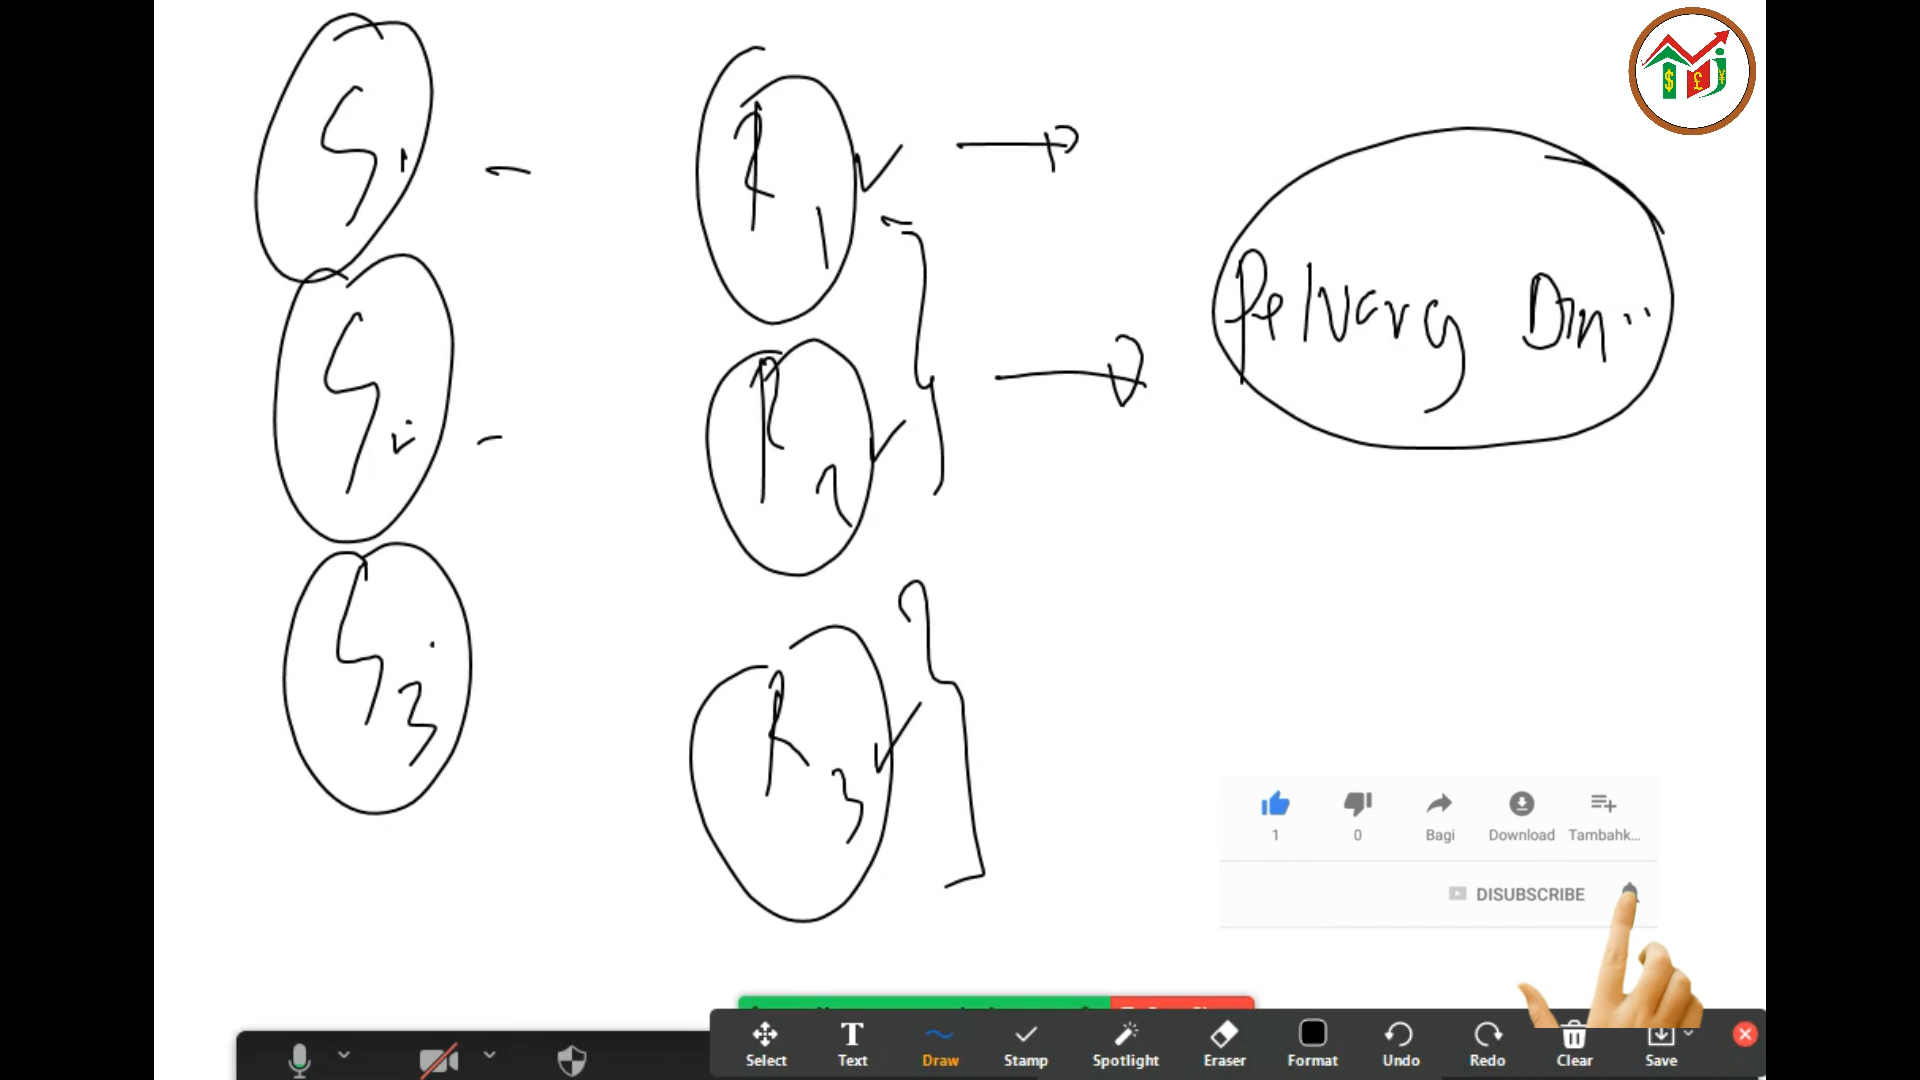 S1
R1
S2
R2
S3
R3
1
0
Bagi
Download
Tambahk...
DISUBSCRIBE
Select
Text
Draw
Stamp
Spotlight
Eraser
Format
Undo
Redo
Clear
Save